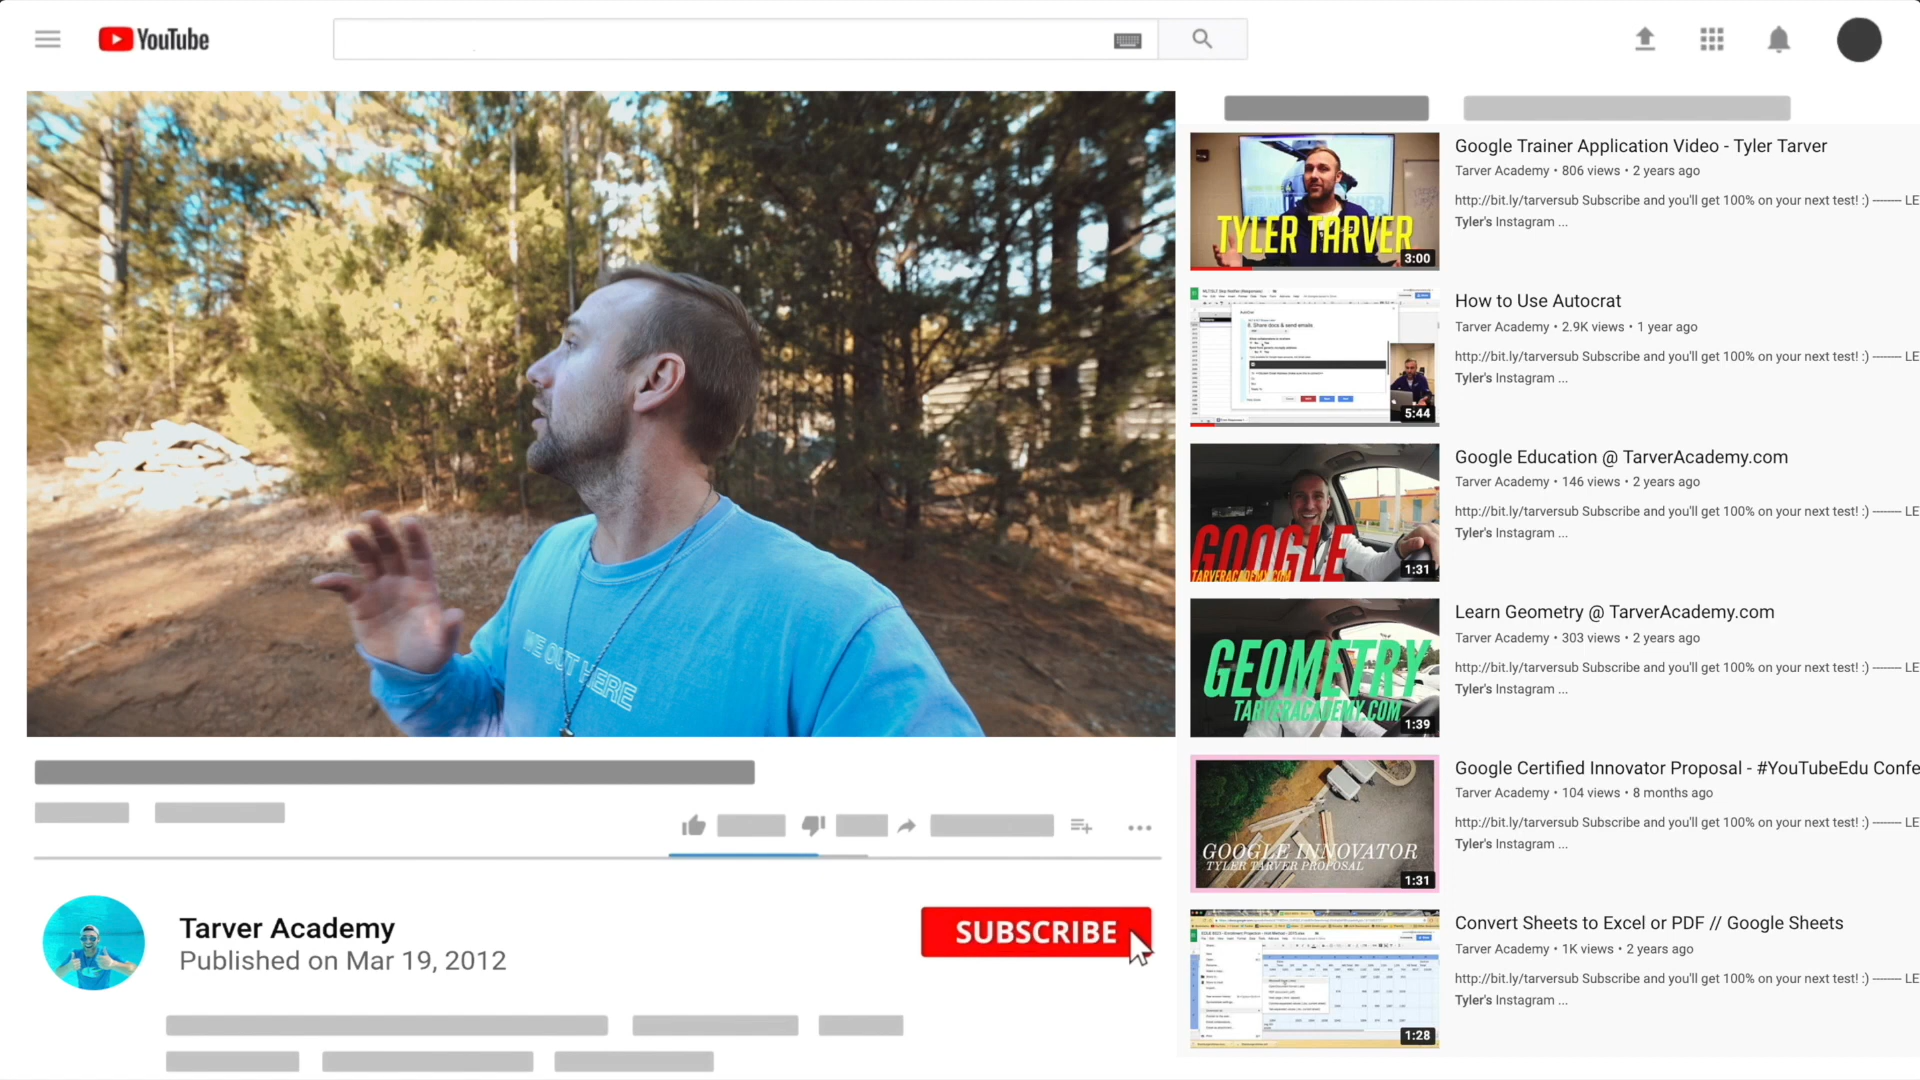 YouTube
WE OUT HERE
Tarver Academy
Published on Mar 19, 2012
SUBSCRIBE
TYLER TARVER
3:00
Google Trainer Application Video - Tyler Tarver
Tarver Academy • 806 views • 2 years ago
http://bit.ly/tarversub Subscribe and you'll get 100% on your next test! :) -------- LE
Tyler's Instagram ...
8. Share docs & send emails
5:44
How to Use Autocrat
Tarver Academy • 2.9K views • 1 year ago
http://bit.ly/tarversub Subscribe and you'll get 100% on your next test! :) -------- LE
Tyler's Instagram ...
GOOGLE
TARVERACADEMY.COM
1:31
Google Education @ TarverAcademy.com
Tarver Academy • 146 views • 2 years ago
http://bit.ly/tarversub Subscribe and you'll get 100% on your next test! :) -------- LE
Tyler's Instagram ...
GEOMETRY
TARVERACADEMY.COM
1:39
Learn Geometry @ TarverAcademy.com
Tarver Academy • 303 views • 2 years ago
http://bit.ly/tarversub Subscribe and you'll get 100% on your next test! :) -------- LE
Tyler's Instagram ...
GOOGLE INNOVATOR
TYLER TARVER PROPOSAL
1:31
Google Certified Innovator Proposal - #YouTubeEdu Confe
Tarver Academy • 104 views • 8 months ago
http://bit.ly/tarversub Subscribe and you'll get 100% on your next test! :) -------- LE
Tyler's Instagram ...
1:28
Convert Sheets to Excel or PDF // Google Sheets
Tarver Academy • 1K views • 2 years ago
http://bit.ly/tarversub Subscribe and you'll get 100% on your next test! :) -------- LE
Tyler's Instagram ...